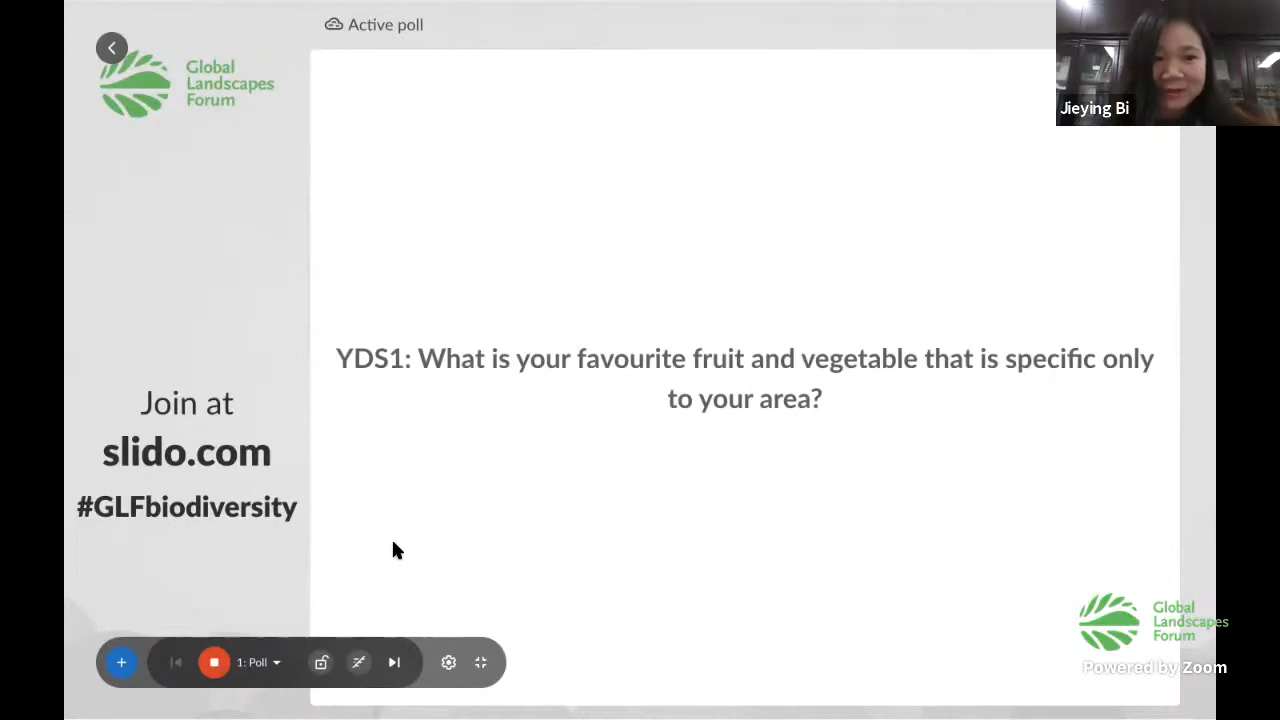 Active poll
Global
Landscapes
Forum
Jieying Bi
YDS1: What is your favourite fruit and vegetable that is specific only
to your area?
Join at
slido.com
#GLFbiodiversity
1: Poll
Global
Landscapes
Forum
Powered by Zoom